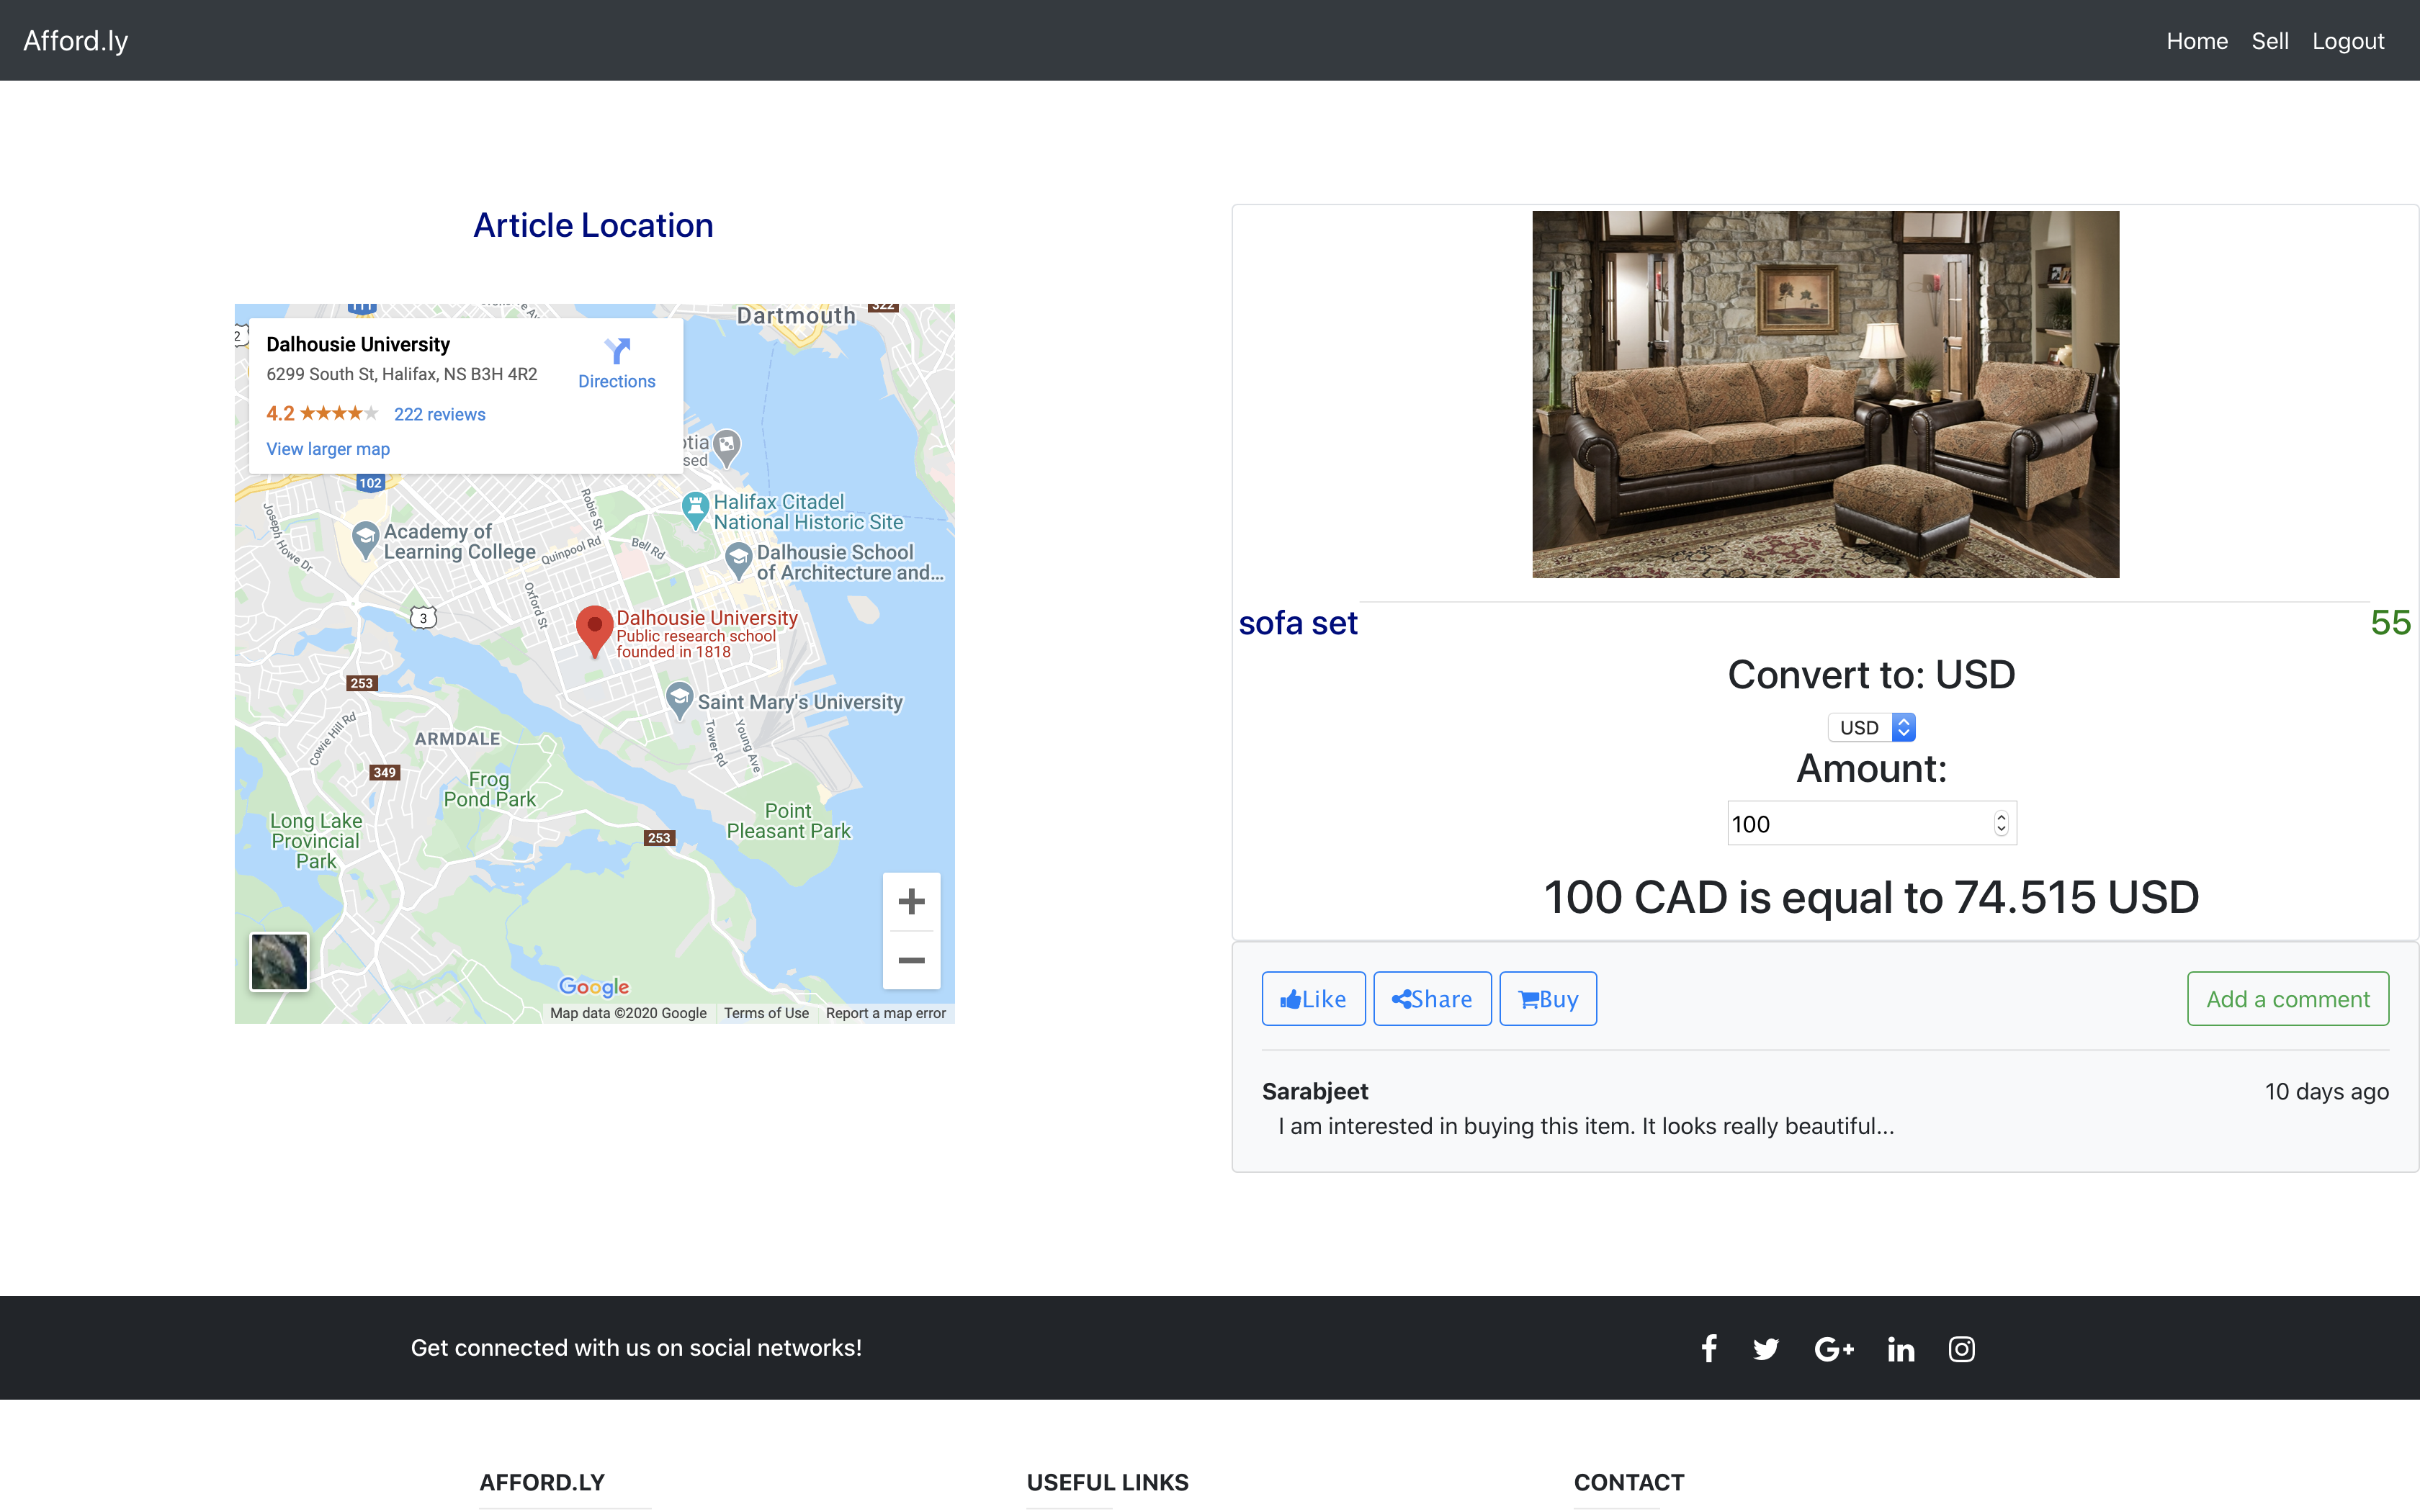 Afford.ly
Home Sell Logout
Article Location
Dartmouth
322
2
Dalhousie University
6299 South St, Halifax, NS B3H 4R2
Directions
4.2
222 reviews
View larger map
102
Robie St
Joseph Howe Dr
Halifax Citadel
National Historic Site
Academy of
Learning College
Quinpool Rd
Bell Rd
Dalhousie School
of Architecture and...
Oxford St
3
Dalhousie University
Public research school
founded in 1818
253
Saint Mary's University
Tower Rd
Young Ave
Cowie Hill Rd
ARMDALE
349
Frog
Pond Park
Point
Pleasant Park
Long Lake
Provincial
Park
253
Google
Map data ©2020 Google
Terms of Use
Report a map error
sofa set
55
Convert to: USD
USD
Amount:
100
100 CAD is equal to 74.515 USD
Like
Share
Buy
Add a comment
Sarabjeet
10 days ago
I am interested in buying this item. It looks really beautiful...
Get connected with us on social networks!
AFFORD.LY
USEFUL LINKS
CONTACT